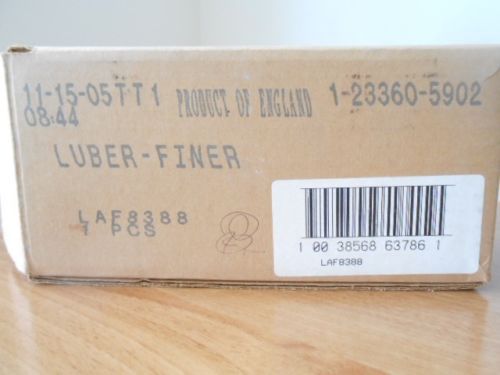 11-15-05TT1 PRODUCT OF ENGLAND 1-23360-5902
08:44
LUBER-FINER
LAF8388
1 PCS
1 00 38568 63786 1
LAF8388